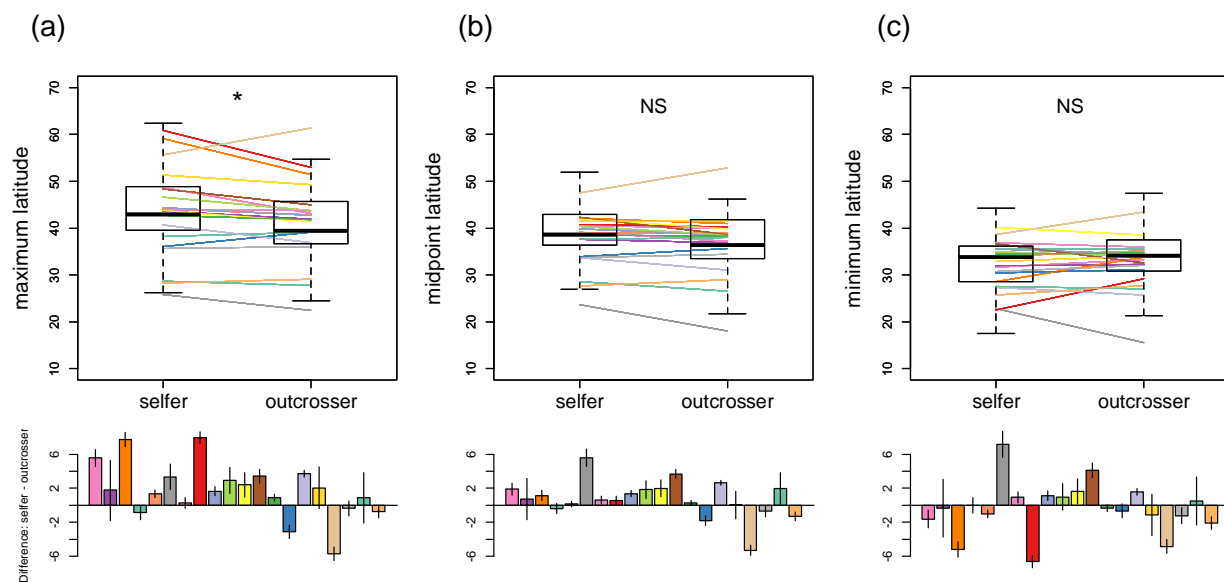 (a)
(b)
(c)
*
NS
NS
maximum latitude
70
60
50
40
30
20
10
midpoint latitude
70
60
50
40
30
20
10
minimum latitude
70
60
50
40
30
20
10
selfer outcrosser
selfer outcrosser
selfer outcrosser
Difference: selfer - outcrosser
6
2
-2
-6
6
2
-2
-6
6
2
-2
-6